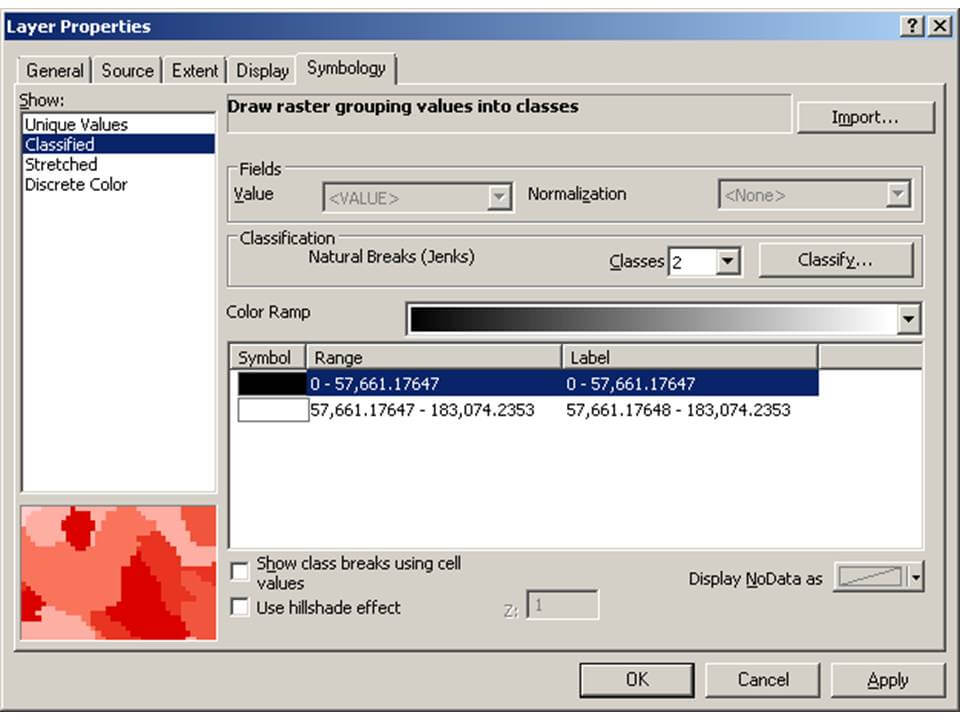 Layer Properties
General Source Extent Display Symbology
Show:
Unique Values
Classified
Stretched
Discrete Color
Draw raster grouping values into classes
Import...
Fields
Value <VALUE> Normalization <None>
Classification
Natural Breaks (Jenks) Classes 2 Classify...
Color Ramp
Symbol Range Label
0 - 57,661.17647 0 - 57,661.17647
57,661.17647 - 183,074.2353 57,661.17648 - 183,074.2353
Show class breaks using cell
values
Display NoData as
Use hillshade effect Z: 1
OK Cancel Apply